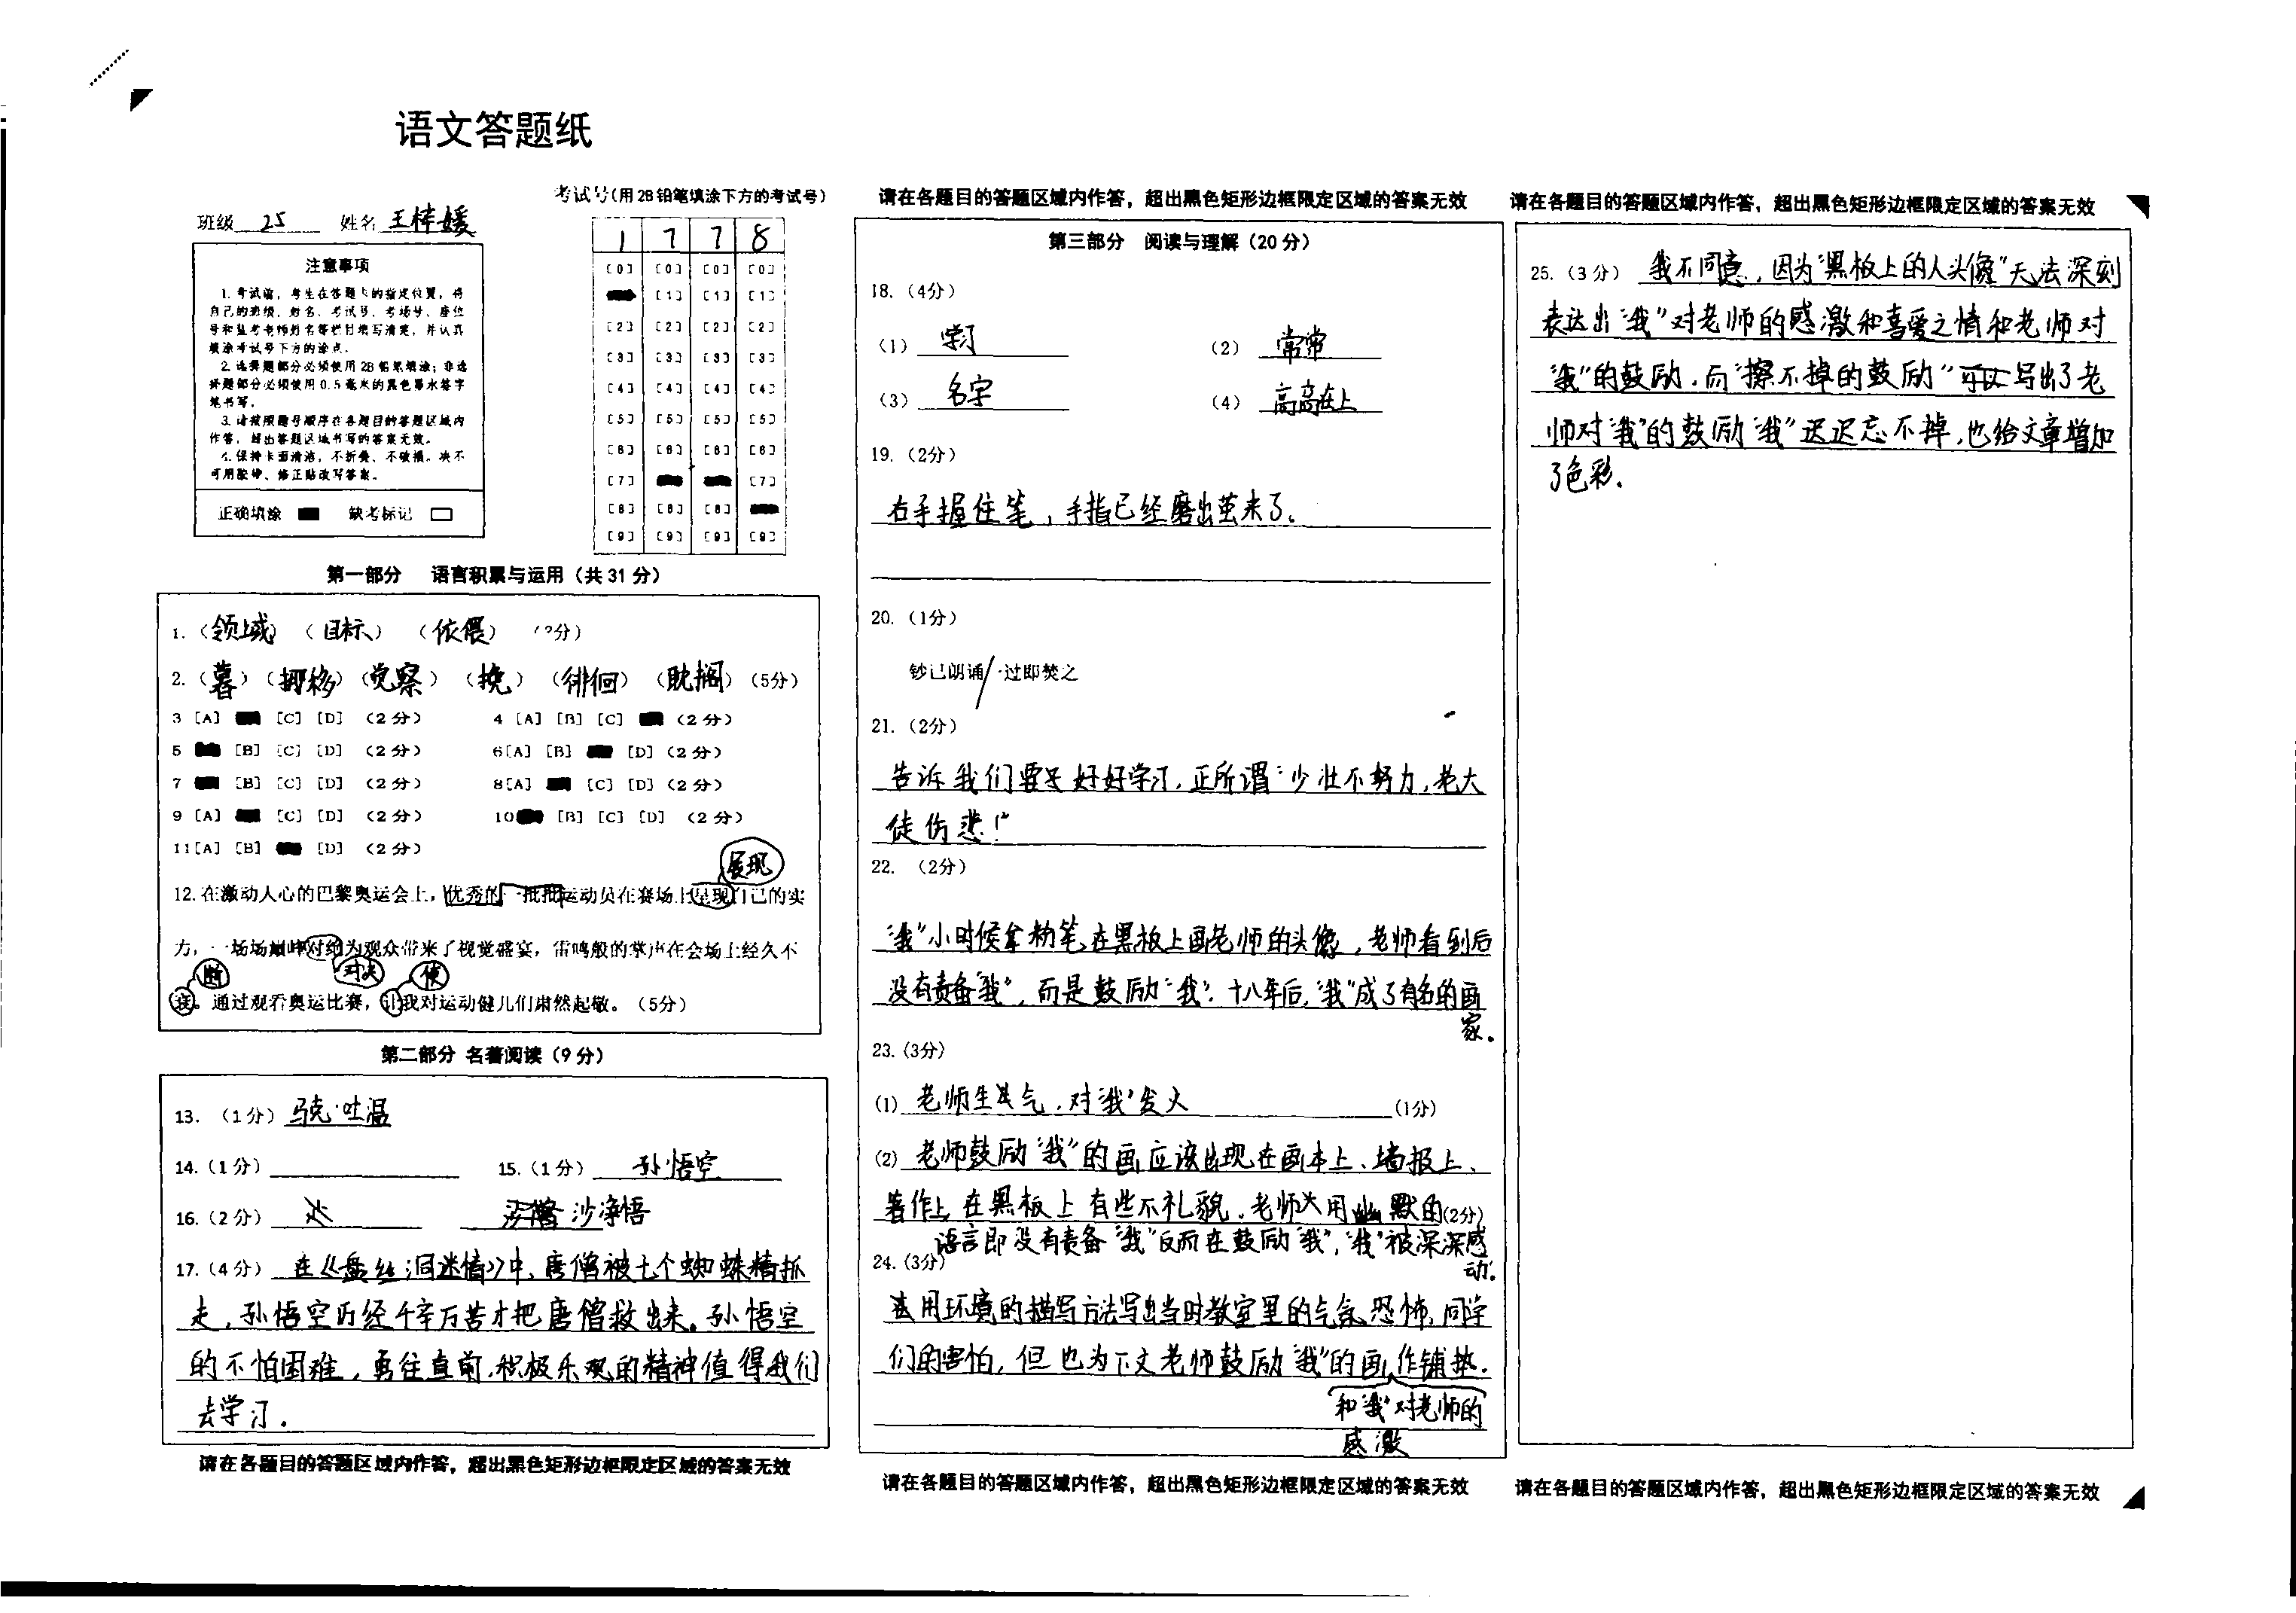 语文答题纸
考试号(用2B铅笔填涂下方的考试号)
班级 25 姓名 王梓媛
1 7 7 8
注意事项
1.考试前,考生在答题卡的指定位置,将
自己的班级、姓名、考试号、考场号、座位
号和监考老师姓名等栏目填写清楚,并认真
填涂考试号下方的涂点。
2.选择题部分必须使用2B铅笔填涂;非选
择题部分必须使用0.5毫米的黑色墨水签字
笔书写。
3.请按照题号顺序在各题目的答题区域内
作答,超出答题区域书写的答案无效。
4.保持卡面清洁,不折叠、不破损。决不
可用胶带、修正贴改写答案。
正确填涂 缺考标记
[0] [0] [0] [0]
[1] [1] [1]
[2] [2] [2] [2]
[3] [3] [3] [3]
[4] [4] [4] [4]
[5] [5] [5] [5]
[6] [6] [6] [6]
[7] [7]
[8] [8] [8]
[9] [9] [9] [9]
第一部分 语言积累与运用(共31分)
1.(领域)(目标)(依偎)
2.(暮)(挪移)(觉察)(挽)(徘徊)(耽搁)(5分)
3 [A] [C] [D] (2分) 4 [A] [B] [C] (2分)
5 [B] [C] [D] (2分) 6[A] [B] [D] (2分)
7 [B] [C] [D] (2分) 8[A] [C] [D] (2分)
9 [A] [C] [D] (2分) 10 [B] [C] [D] (2分)
11[A] [B] [D] (2分)
展现
12.在激动人心的巴黎奥运会上,优秀的一批批运动员在赛场上呈现自己的实
力,一场场巅峰对绝为观众带来了视觉盛宴,雷鸣般的掌声在会场上经久不
断 对决 使
衰。通过观看奥运比赛,让我对运动健儿们肃然起敬。(5分)
第二部分 名著阅读(9分)
13.(1分)马克·吐温
14.(1分) 15.(1分) 孙悟空
16.(2分) 沙净悟
17.(4分) 在《盘丝洞迷情》中,唐僧被七个蜘蛛精抓
走,孙悟空历经千辛万苦才把唐僧救出来。孙悟空
的不怕困难,勇往直前,积极乐观的精神值得我们
去学习.
请在各题目的答题区域内作答,超出黑色矩形边框限定区域的答案无效
请在各题目的答题区域内作答,超出黑色矩形边框限定区域的答案无效
第三部分 阅读与理解(20分)
18.(4分)
(1) 学习 (2) 常常
(3) 名字 (4) 高高在上
19.(2分)
右手握住笔,手指已经磨出茧来了.
20.(1分)
钞已朗诵/一过即焚之
21.(2分)
告诉我们要 好好学习,正所谓“少壮不努力,老大
徒伤悲!”
22.(2分)
“我”小时候拿粉笔在黑板上画老师的头像,老师看到后
没有责备“我”,而是鼓励“我”.十八年后,“我”成了有名的画
家.
23.(3分)
(1) 老师生 气,对“我”发火 (1分)
(2) 老师鼓励“我”的画应该出现在画本上、墙报上、
著作上,在黑板上有些不礼貌,老师 用幽默的(2分)
语言即没有责备“我”反而在鼓励“我”,“我”被深深感
动.
24.(3分)
用环境的描写方法写出当时教室里的气氛恐怖,同学
们的害怕,但也为下文老师鼓励“我”的画作铺垫.
和“我”对老师的
感激
请在各题目的答题区域内作答,超出黑色矩形边框限定区域的答案无效
请在各题目的答题区域内作答,超出黑色矩形边框限定区域的答案无效
25.(3分) 我不同意,因为“黑板上的人头像”无法深刻
表达出“我”对老师的感激和喜爱之情和老师对
“我”的鼓励.而“擦不掉的鼓励”可以写出了老
师对“我”的鼓励“我”迟迟忘不掉,也给文章增加
了色彩.
请在各题目的答题区域内作答,超出黑色矩形边框限定区域的答案无效